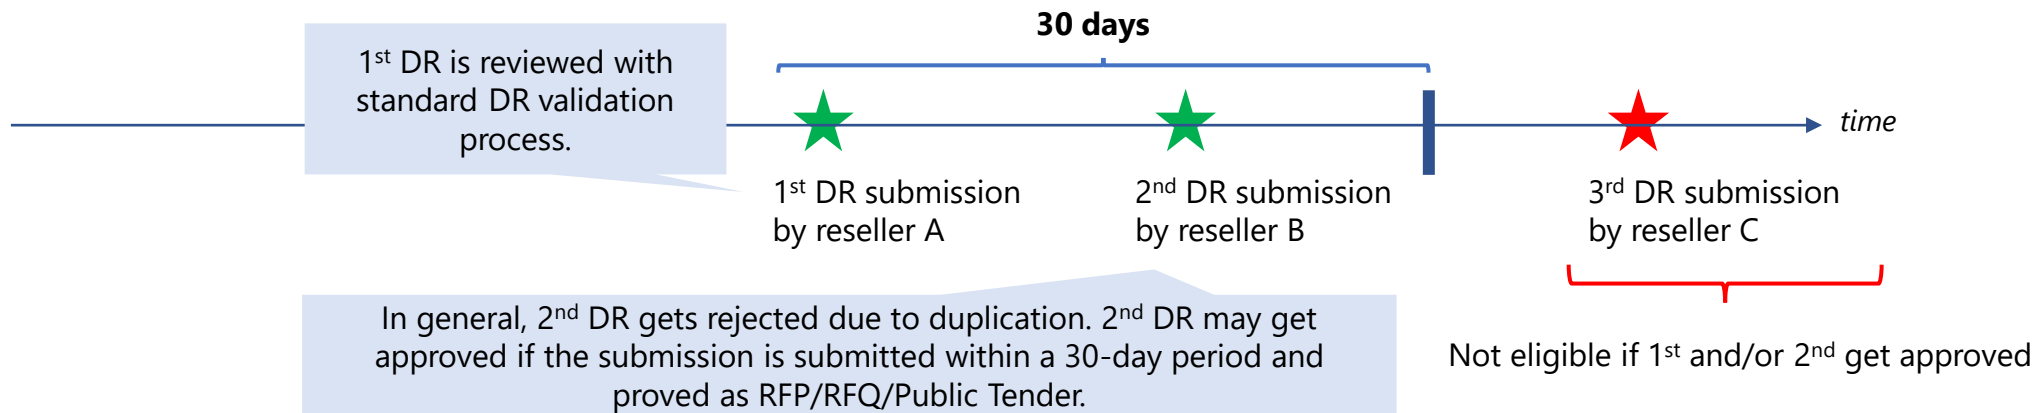 30 days
1st DR is reviewed with
standard DR validation
process.
time
1st DR submission
by reseller A
2nd DR submission
by reseller B
3rd DR submission
by reseller C
In general, 2nd DR gets rejected due to duplication. 2nd DR may get
approved if the submission is submitted within a 30-day period and
proved as RFP/RFQ/Public Tender.
Not eligible if 1st and/or 2nd get approved